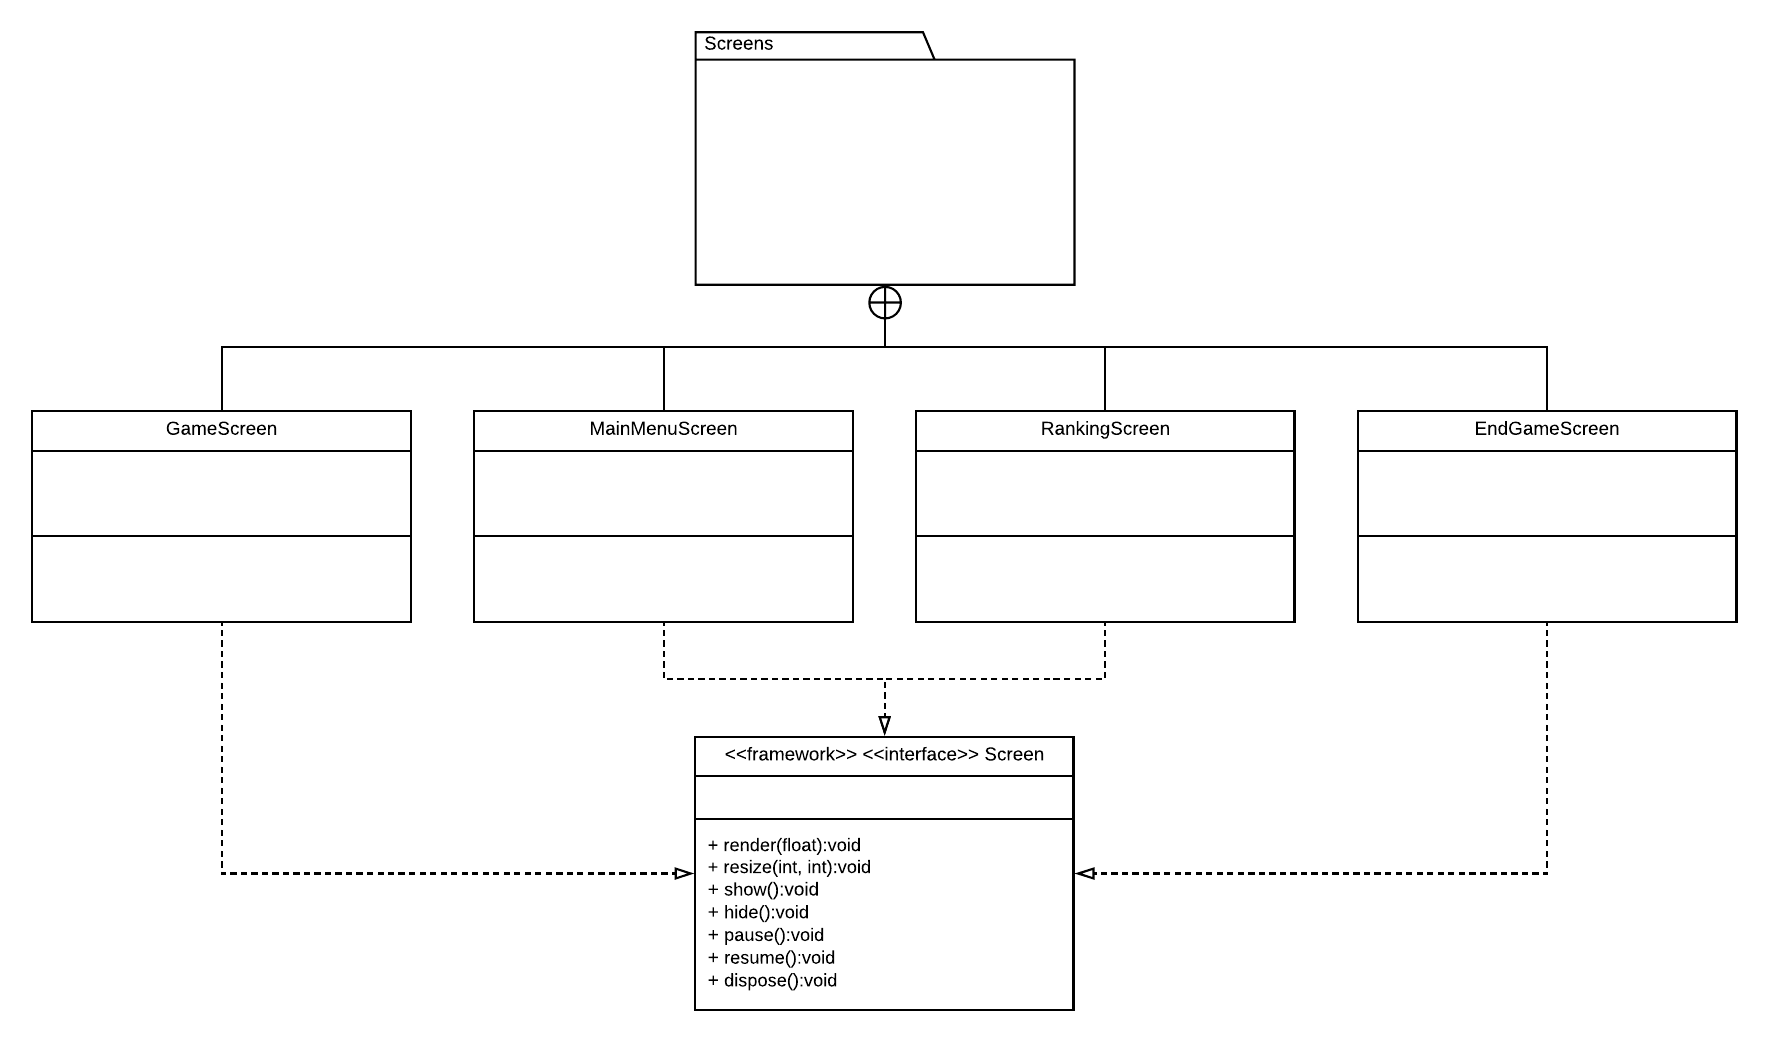 Screens
GameScreen
MainMenuScreen
RankingScreen
EndGameScreen
<<framework>> <<interface>> Screen
+ render(float):void
+ resize(int, int):void
+ show():void
+ hide():void
+ pause():void
+ resume():void
+ dispose():void